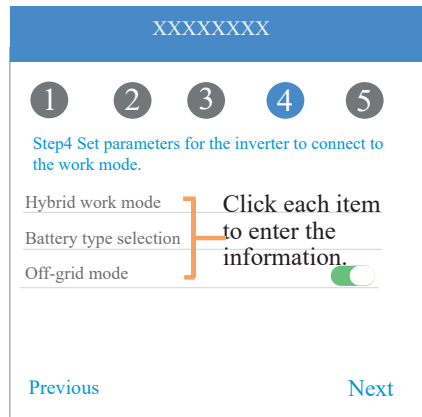 XXXXXXXX
1 2 3 4 5
Step4 Set parameters for the inverter to connect to
the work mode.
Hybrid work mode
Battery type selection
Off-grid mode
Click each item
to enter the
information.
Previous
Next